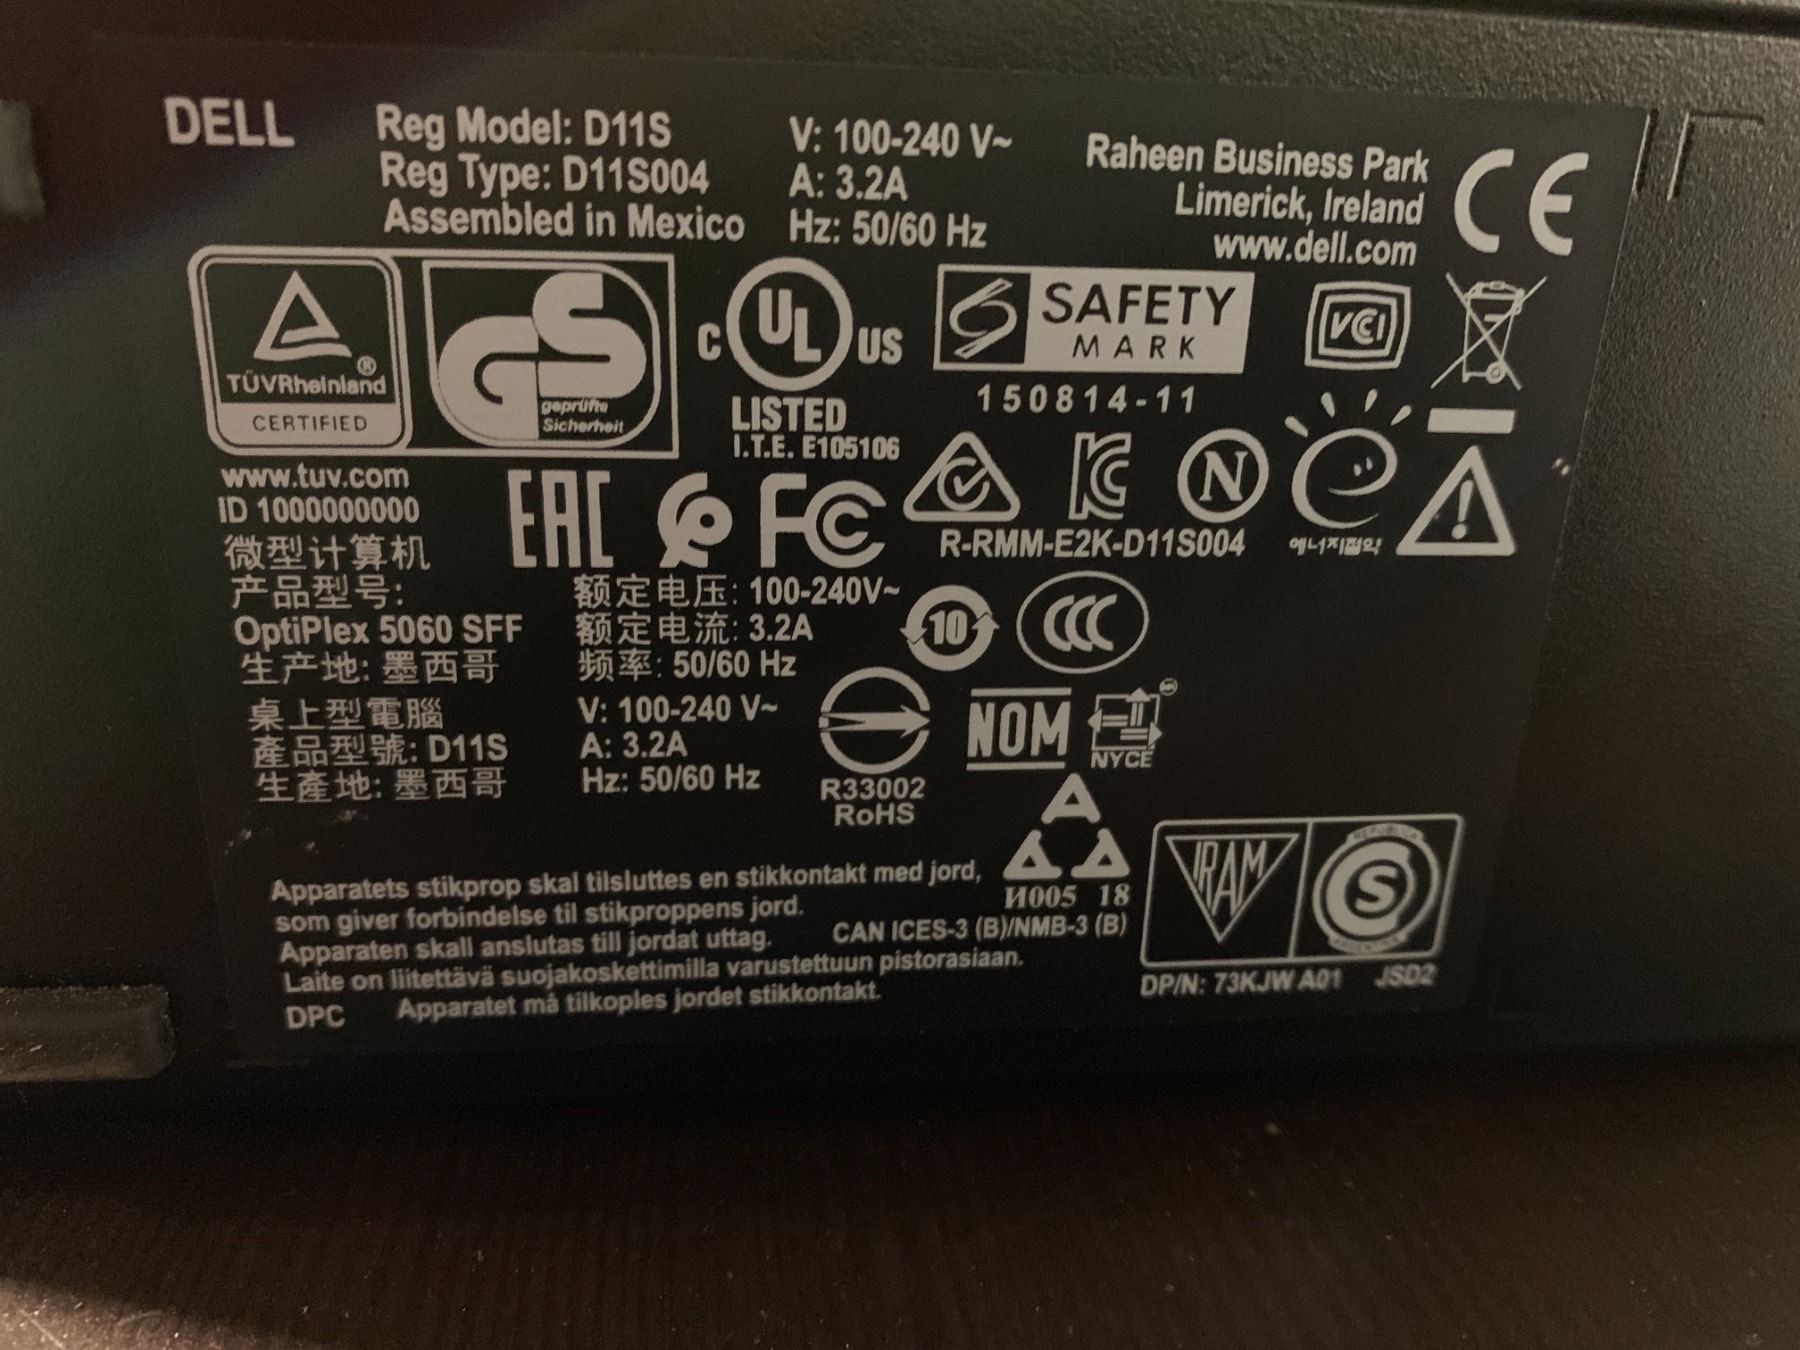 DELL
Reg Model: D11S
Reg Type: D11S004
Assembled in Mexico
V: 100-240 V~
A: 3.2A
Hz: 50/60 Hz
Raheen Business Park
Limerick, Ireland
www.dell.com
CE
TÜVRheinland®
CERTIFIED
GS
geprüfte
Sicherheit
C UL US
LISTED
I.T.E. E105106
SAFETY
MARK
150814-11
VCI
www.tuv.com
ID 1000000000
EAC
FC
KC
N
R-RMM-E2K-D11S004
에너지절약
微型计算机
产品型号:
OptiPlex 5060 SFF
生产地: 墨西哥
额定电压: 100-240V~
额定电流: 3.2A
频率: 50/60 Hz
10
CCC
桌上型電腦
產品型號: D11S
生產地: 墨西哥
V: 100-240 V~
A: 3.2A
Hz: 50/60 Hz
R33002
RoHS
NOM
NYCE
A
И005 18
IRAM
S
Apparatets stikprop skal tilsluttes en stikkontakt med jord,
som giver forbindelse til stikproppens jord.
Apparaten skall anslutas till jordat uttag.
CAN ICES-3 (B)/NMB-3 (B)
Laite on liitettävä suojakoskettimilla varustettuun pistorasiaan.
DPC
Apparatet må tilkoples jordet stikkontakt.
DP/N: 73KJW A01 JSD2